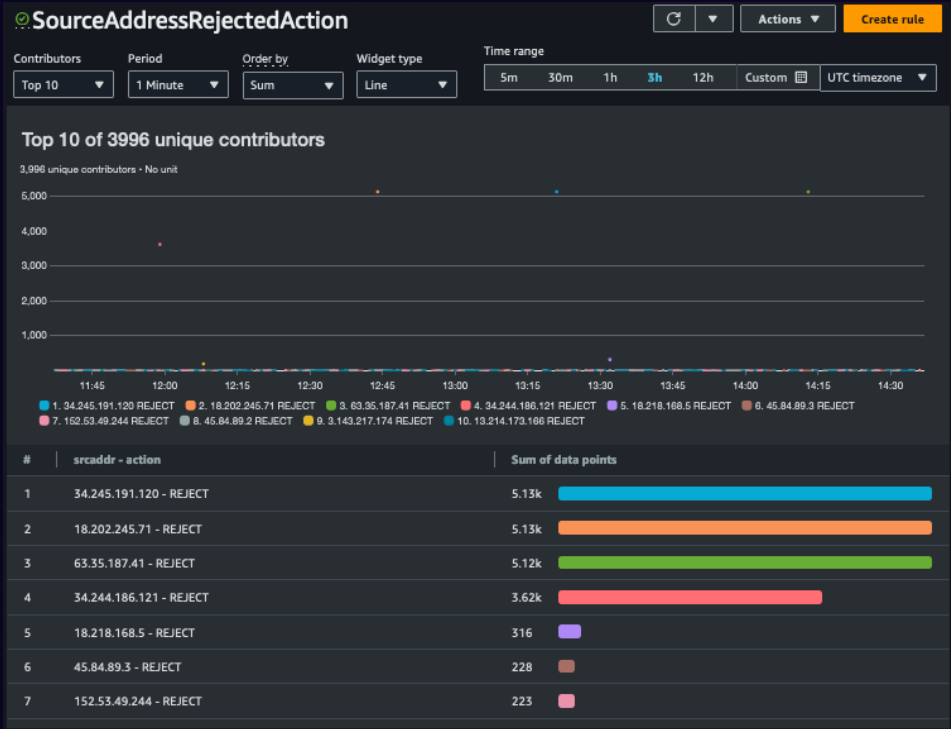 SourceAddressRejectedAction
Actions ▼
Create rule
Contributors
Period
Order by
Widget type
Time range
Top 10 ▼
1 Minute ▼
Sum ▼
Line ▼
5m 30m 1h 3h 12h Custom
UTC timezone ▼
Top 10 of 3996 unique contributors
3,996 unique contributors • No unit
5,000
4,000
3,000
2,000
1,000
11:45 12:00 12:15 12:30 12:45 13:00 13:15 13:30 13:45 14:00 14:15 14:30
1. 34.245.191.120 REJECT 2. 18.202.245.71 REJECT 3. 63.35.187.41 REJECT 4. 34.244.186.121 REJECT 5. 18.218.168.5 REJECT 6. 45.84.89.3 REJECT
7. 152.53.49.244 REJECT 8. 45.84.89.2 REJECT 9. 3.143.217.174 REJECT 10. 13.214.173.166 REJECT
# srcaddr - action Sum of data points
1 34.245.191.120 - REJECT 5.13k
2 18.202.245.71 - REJECT 5.13k
3 63.35.187.41 - REJECT 5.12k
4 34.244.186.121 - REJECT 3.62k
5 18.218.168.5 - REJECT 316
6 45.84.89.3 - REJECT 228
7 152.53.49.244 - REJECT 223